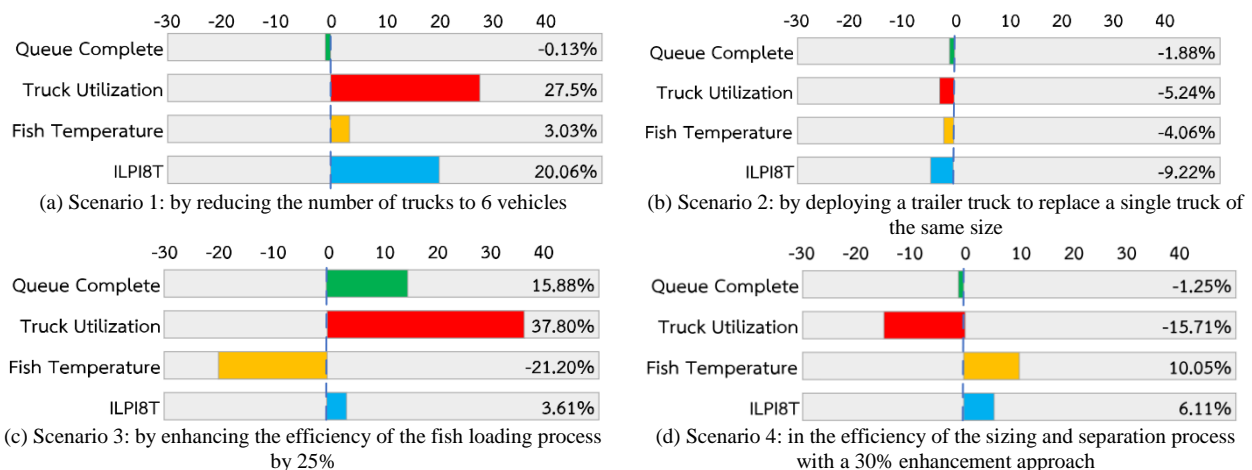 -30 -20 -10 0 10 20 30 40
Queue Complete -0.13%
Truck Utilization 27.5%
Fish Temperature 3.03%
ILPI8T 20.06%
(a) Scenario 1: by reducing the number of trucks to 6 vehicles
-30 -20 -10 0 10 20 30 40
Queue Complete -1.88%
Truck Utilization -5.24%
Fish Temperature -4.06%
ILPI8T -9.22%
(b) Scenario 2: by deploying a trailer truck to replace a single truck of
the same size
-30 -20 -10 0 10 20 30 40
Queue Complete 15.88%
Truck Utilization 37.80%
Fish Temperature -21.20%
ILPI8T 3.61%
(c) Scenario 3: by enhancing the efficiency of the fish loading process
by 25%
-30 -20 -10 0 10 20 30 40
Queue Complete -1.25%
Truck Utilization -15.71%
Fish Temperature 10.05%
ILPI8T 6.11%
(d) Scenario 4: in the efficiency of the sizing and separation process
with a 30% enhancement approach